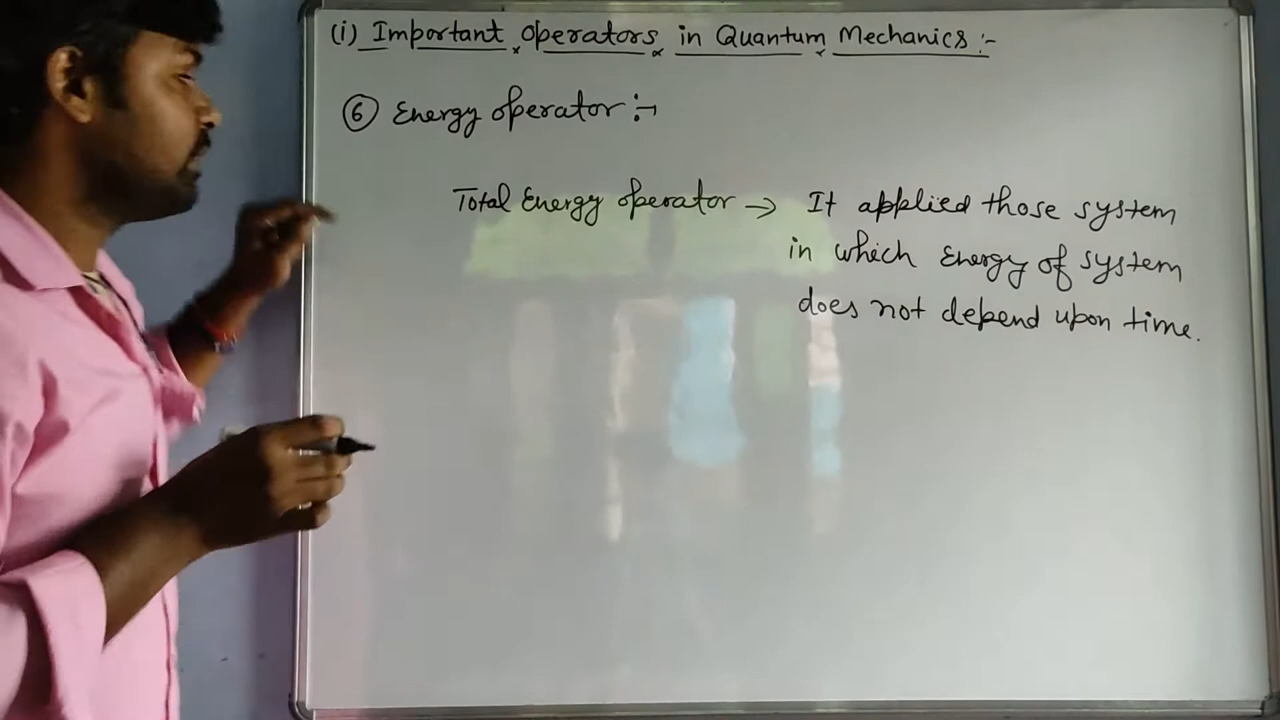 (i) Important operators in Quantum Mechanics :-
⑥ Energy operator :-
Total Energy operator → It applied those system
in which Energy of system
does not depend upon time.